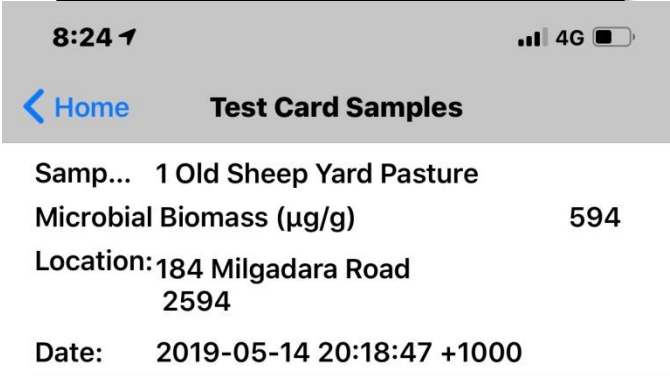 8:24 4G
Home Test Card Samples
Samp... 1 Old Sheep Yard Pasture
Microbial Biomass (µg/g) 594
Location: 184 Milgadara Road
2594
Date: 2019-05-14 20:18:47 +1000